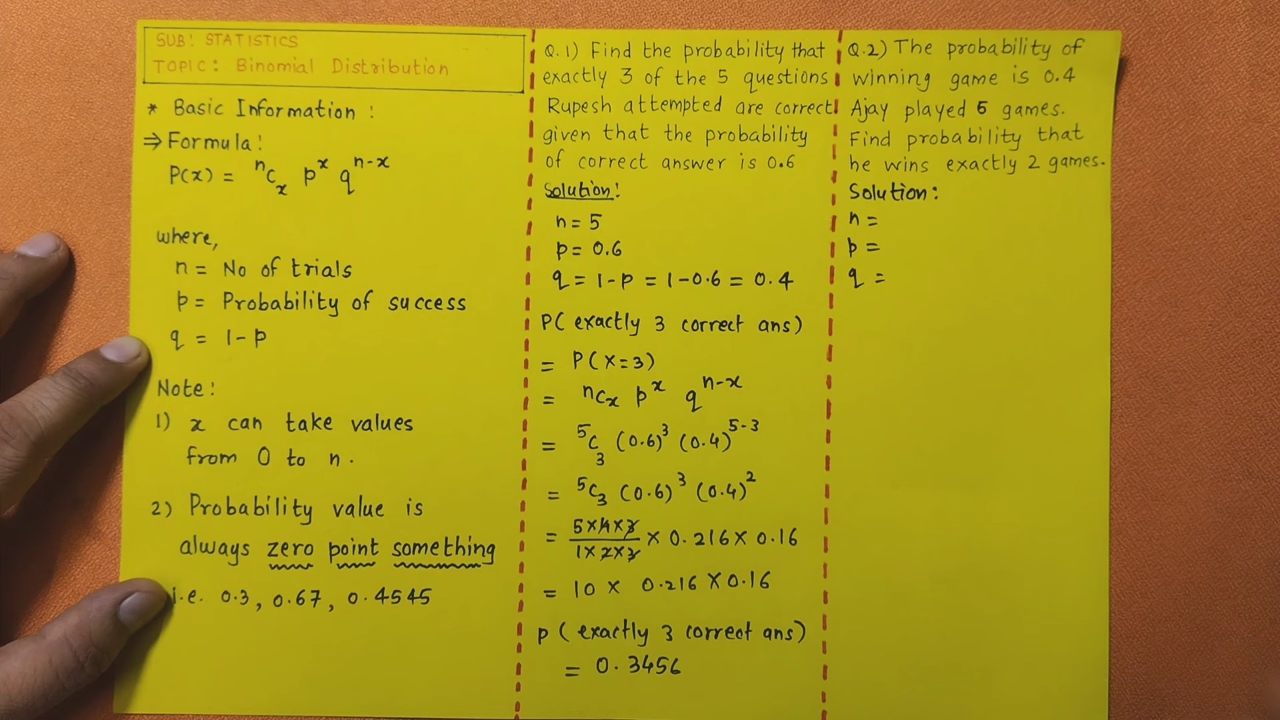 SUB: STATISTICS
TOPIC: Binomial Distribution
* Basic Information :
⇒ Formula:
P(x) = ⁿCₓ pˣ qⁿ⁻ˣ
where,
n = No of trials
p = Probability of success
q = 1-p
Note:
1) x can take values
from 0 to n.
2) Probability value is
always zero point something
i.e. 0.3, 0.67, 0.4545
Q.1) Find the probability that
exactly 3 of the 5 questions
Rupesh attempted are correct
given that the probability
of correct answer is 0.6
Solution:
n = 5
p = 0.6
q = 1-p = 1-0.6 = 0.4
P( exactly 3 correct ans)
= P(X=3)
= ⁿCₓ pˣ qⁿ⁻ˣ
= ⁵C₃ (0.6)³ (0.4)⁵⁻³
= ⁵C₃ (0.6)³ (0.4)²
= 5×4×3 / 1×2×3 × 0.216 × 0.16
= 10 × 0.216 × 0.16
p ( exactly 3 correct ans)
= 0.3456
Q.2) The probability of
winning game is 0.4
Ajay played 5 games.
Find probability that
he wins exactly 2 games.
Solution:
n =
p =
q =